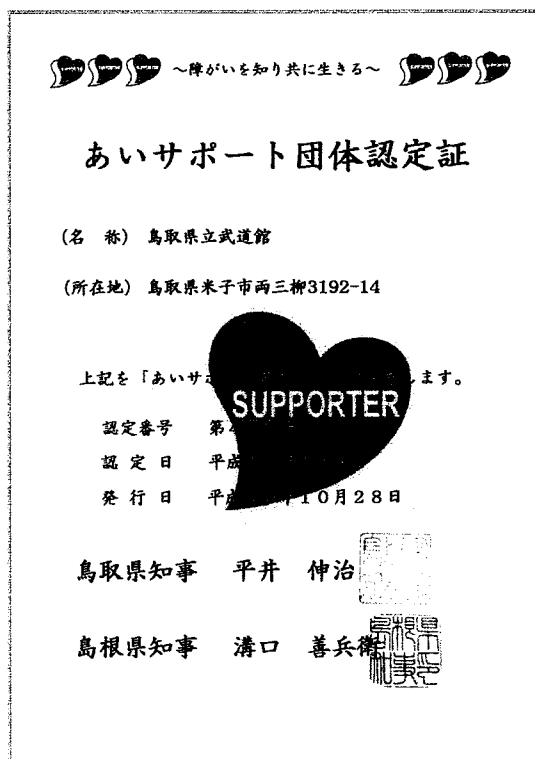 ～障がいを知り共に生きる～
あいサポート団体認定証
(名 称) 鳥取県立武道館
(所在地) 鳥取県米子市両三柳3192-14
上記を「あいサポ します。
SUPPORTER
認定番号 第
認 定 日 平成
発 行 日 平成 年10月28日
鳥取県知事 平井 伸治
島根県知事 溝口 善兵衛